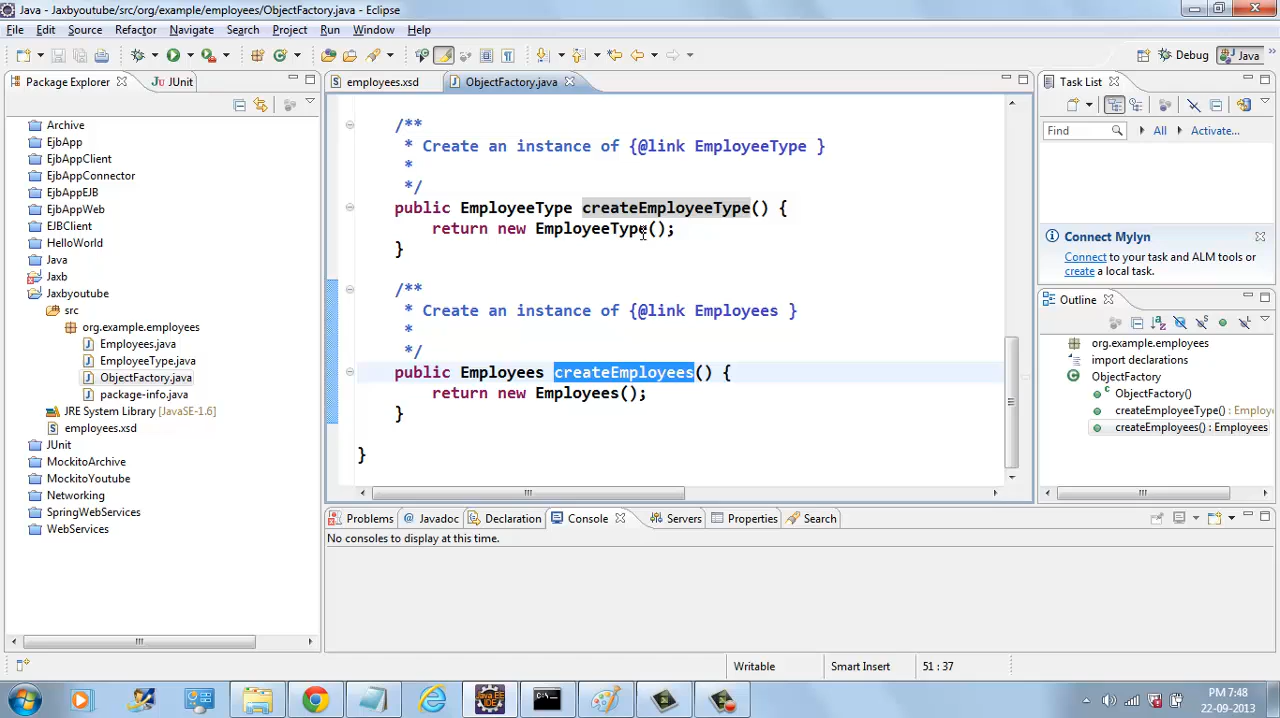 Java - Jaxbyoutube/src/org/example/employees/ObjectFactory.java - Eclipse
File Edit Source Refactor Navigate Search Project Run Window Help
Debug Java
Package Explorer JUnit
Archive
EjbApp
EjbAppClient
EjbAppConnector
EjbAppEJB
EjbAppWeb
EJBClient
HelloWorld
Java
Jaxb
Jaxbyoutube
src
org.example.employees
Employees.java
EmployeeType.java
ObjectFactory.java
package-info.java
JRE System Library [JavaSE-1.6]
employees.xsd
JUnit
MockitoArchive
MockitoYoutube
Networking
SpringWebServices
WebServices
employees.xsd ObjectFactory.java
/**
* Create an instance of {@link EmployeeType }
*
*/
public EmployeeType createEmployeeType() {
return new EmployeeType();
}
/**
* Create an instance of {@link Employees }
*
*/
public Employees createEmployees() {
return new Employees();
}
}
Task List
Find All Activate...
Connect Mylyn
Connect to your task and ALM tools or
create a local task.
Outline
org.example.employees
import declarations
ObjectFactory
ObjectFactory()
createEmployeeType() : Employe
createEmployees() : Employees
Problems Javadoc Declaration Console Servers Properties Search
No consoles to display at this time.
Writable Smart Insert 51 : 37
PM 7:48
22-09-2013